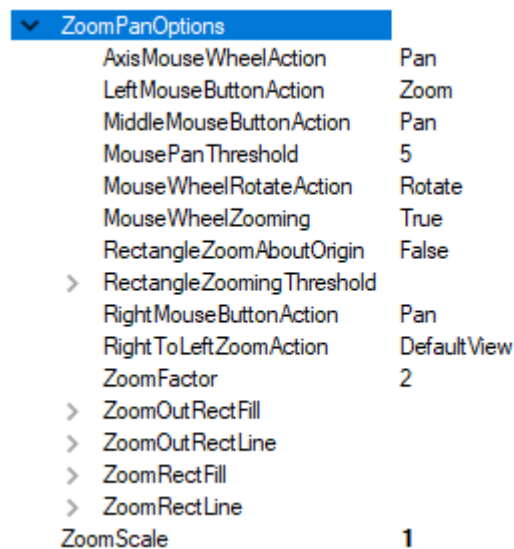 ZoomPanOptions
AxisMouseWheelAction Pan
LeftMouseButtonAction Zoom
MiddleMouseButtonAction Pan
MousePanThreshold 5
MouseWheelRotateAction Rotate
MouseWheelZooming True
RectangleZoomAboutOrigin False
RectangleZoomingThreshold
RightMouseButtonAction Pan
RightToLeftZoomAction DefaultView
ZoomFactor 2
ZoomOutRectFill
ZoomOutRectLine
ZoomRectFill
ZoomRectLine
ZoomScale 1